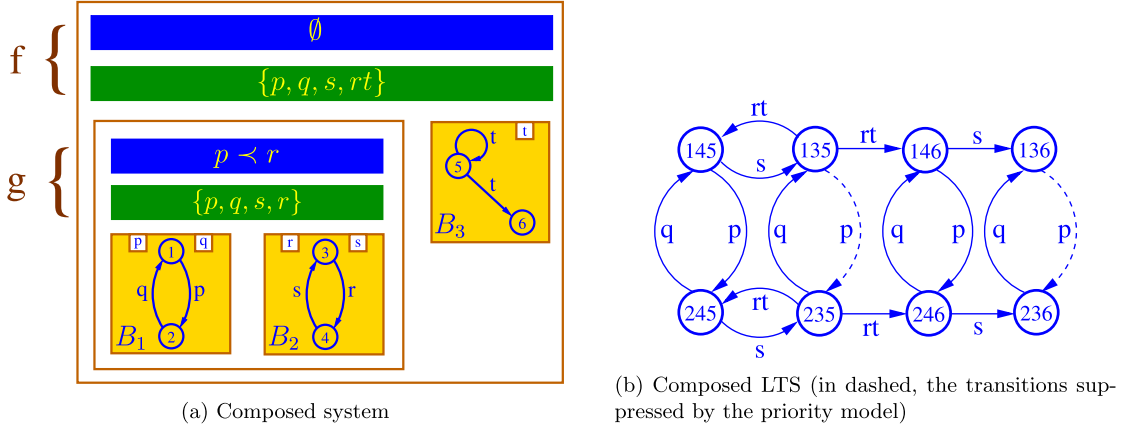 f {
∅
{p, q, s, rt}
g {
p ≺ r
{p, q, s, r}
t
t
5
t
6
B3
p q
1
q p
2
B1
r s
3
s r
4
B2
(a) Composed system
rt
145 135 rt 146 s 136
s
q p q p q p q p
rt
245 235 rt 246 s 236
s
(b) Composed LTS (in dashed, the transitions sup-
pressed by the priority model)